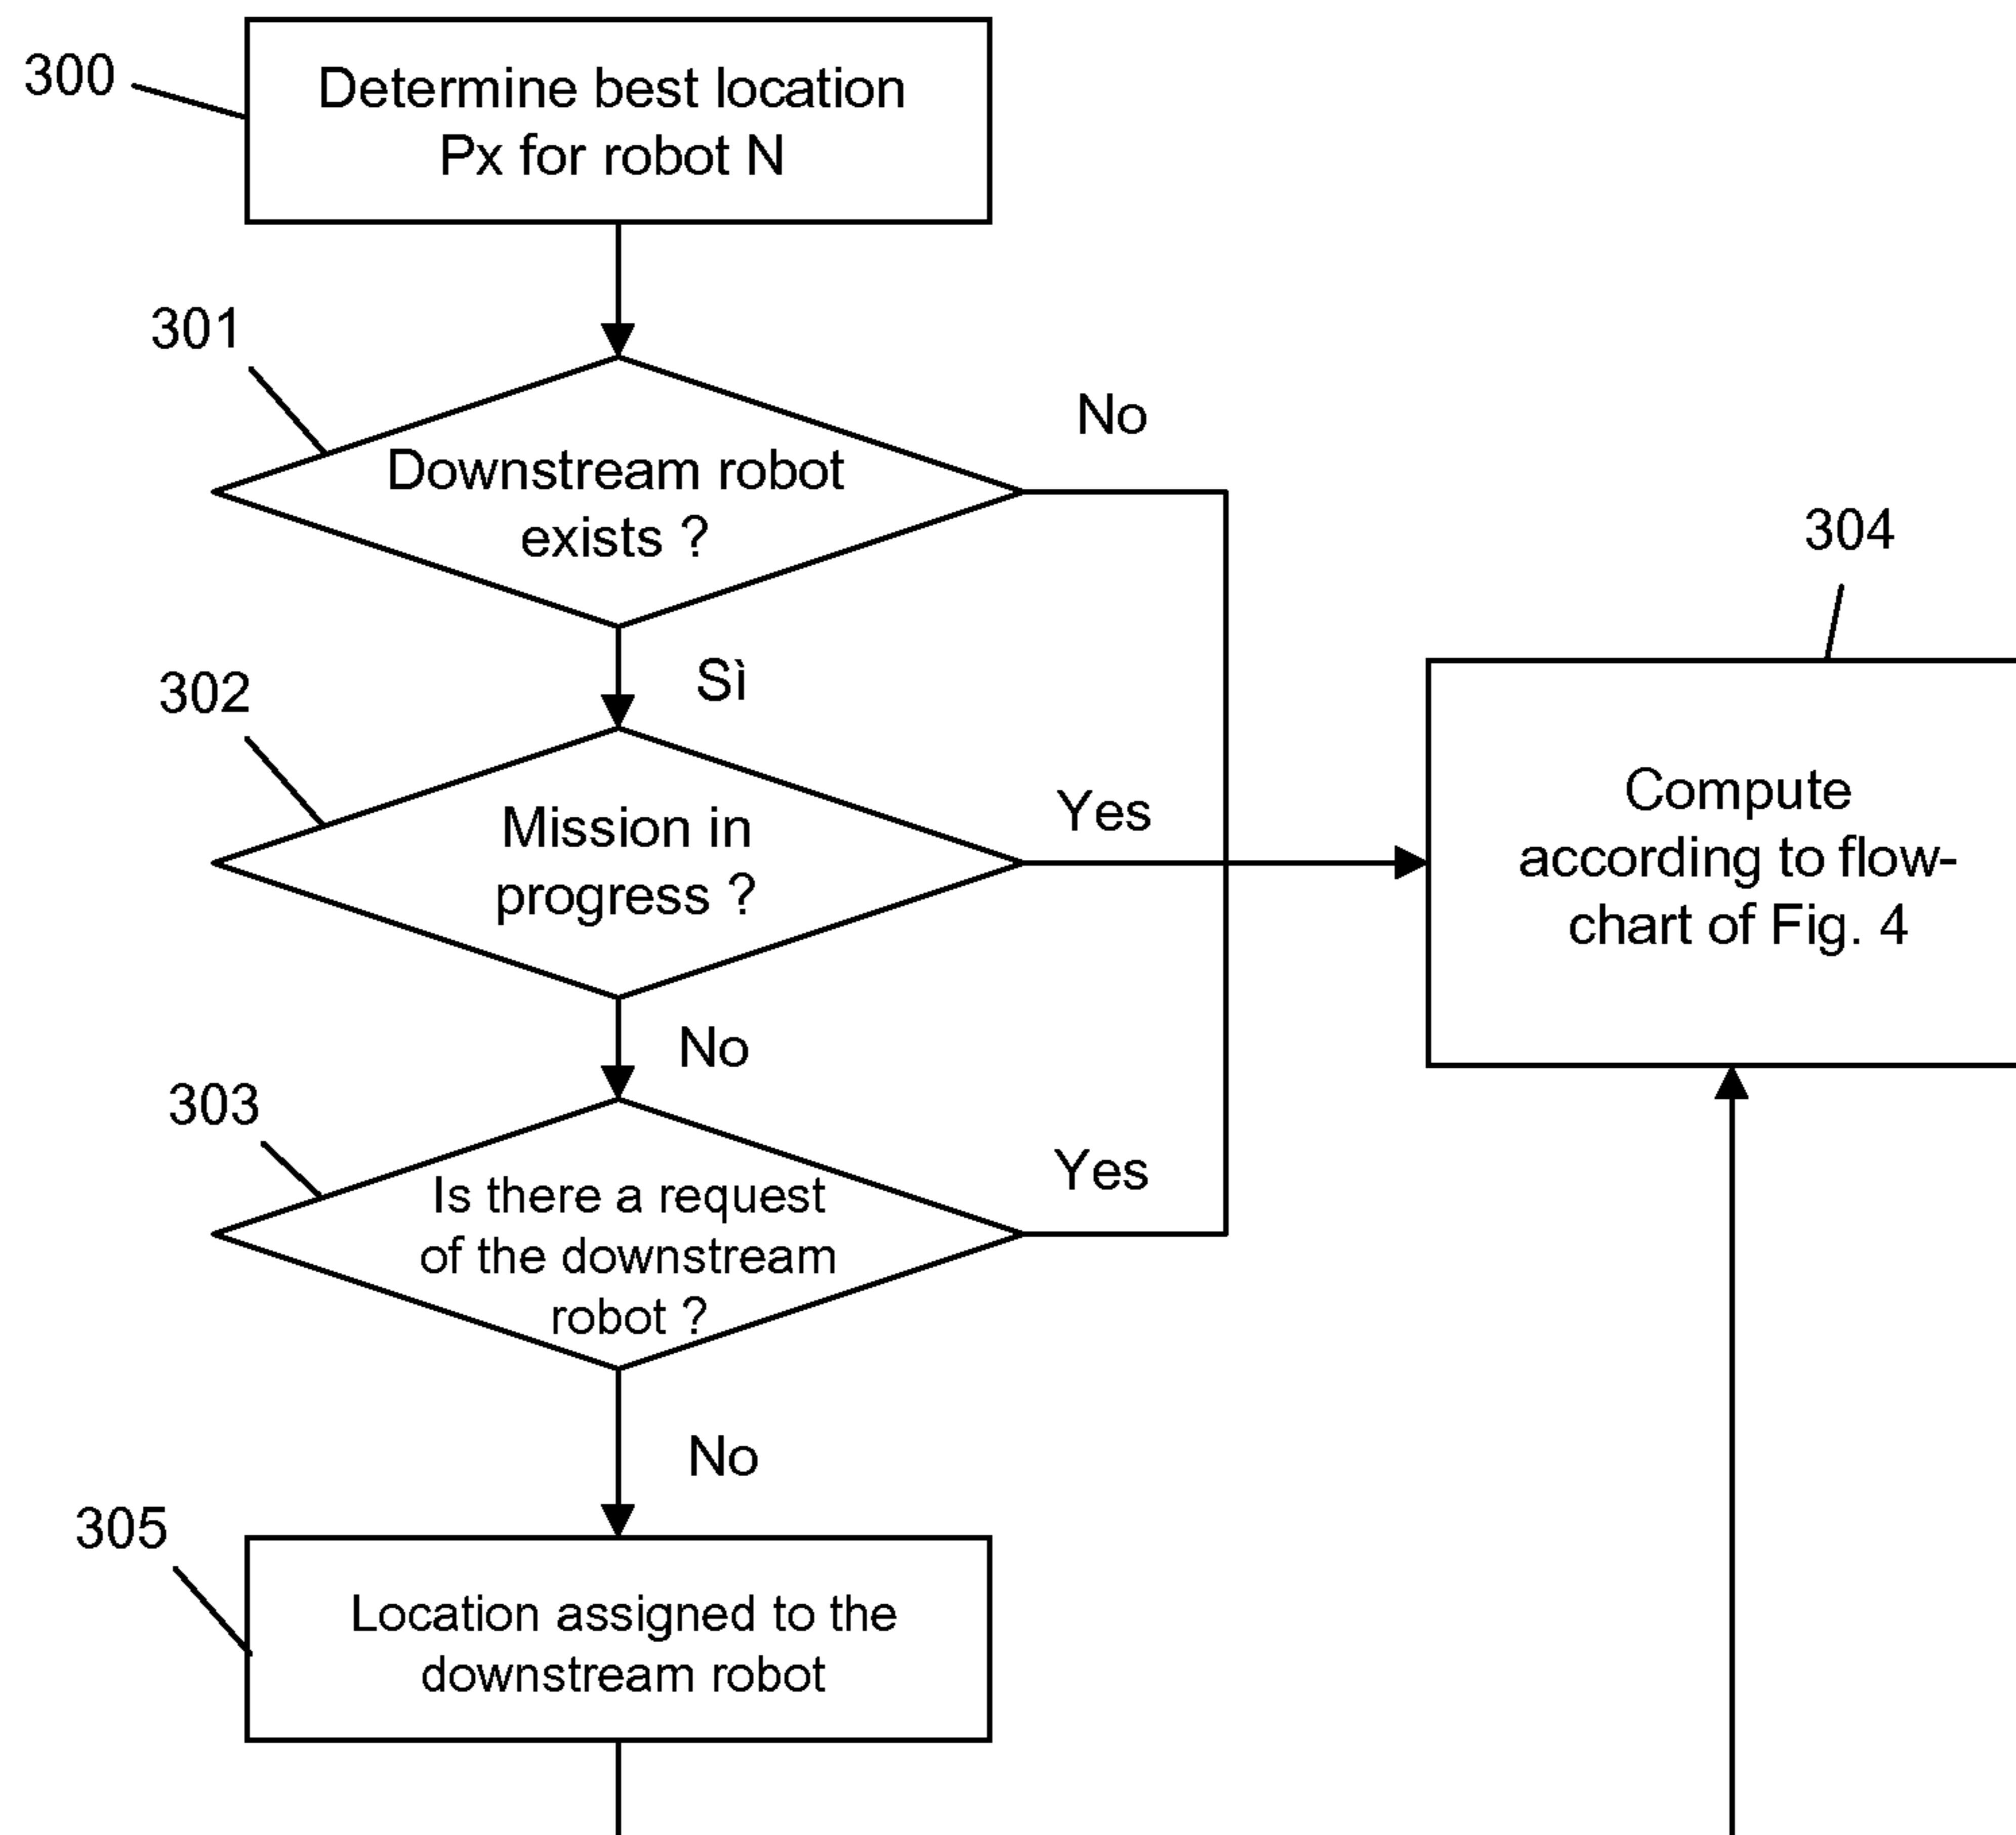 300
Determine best location
Px for robot N
301
No
Downstream robot
exists ?
304
Sì
302
Yes
Mission in
progress ?
Compute
according to flow-
chart of Fig. 4
No
303
Yes
Is there a request
of the downstream
robot ?
No
305
Location assigned to the
downstream robot